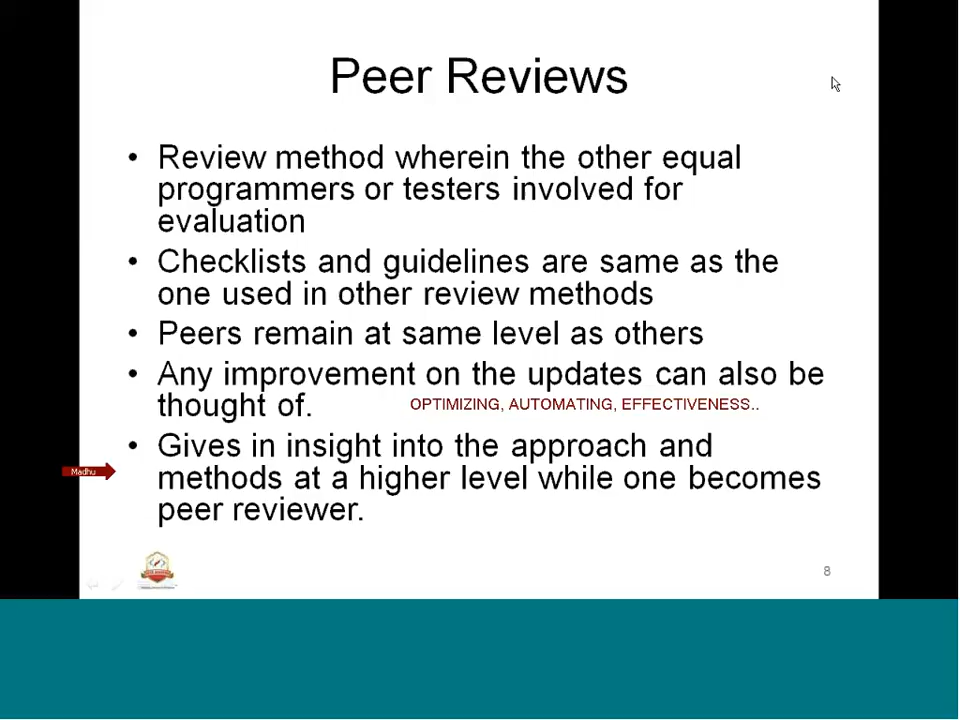 Peer Reviews
• Review method wherein the other equal
programmers or testers involved for
evaluation
• Checklists and guidelines are same as the
one used in other review methods
• Peers remain at same level as others
• Any improvement on the updates can also be
thought of. OPTIMIZING, AUTOMATING, EFFECTIVENESS..
• Gives in insight into the approach and
Madhu
methods at a higher level while one becomes
peer reviewer.
8